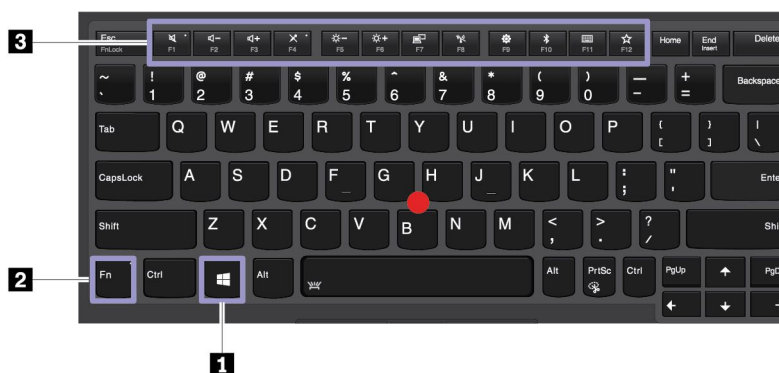 3
Esc
FnLock
F1 F2 F3 F4 F5 F6 F7 F8 F9 F10 F11 F12 Home End Delete
Insert
~ ! @ # $ % ^ & * ( ) — +
` 1 2 3 4 5 6 7 8 9 0 - = Backspace
Tab Q W E R T Y U I O P { } |
[ ] \
CapsLock A S D F G H J K L : " Ente
; '
Shift Z X C V B N M < > ? Shi
, . /
2
Fn Ctrl Alt Alt PrtSc Ctrl PgUp PgD
1